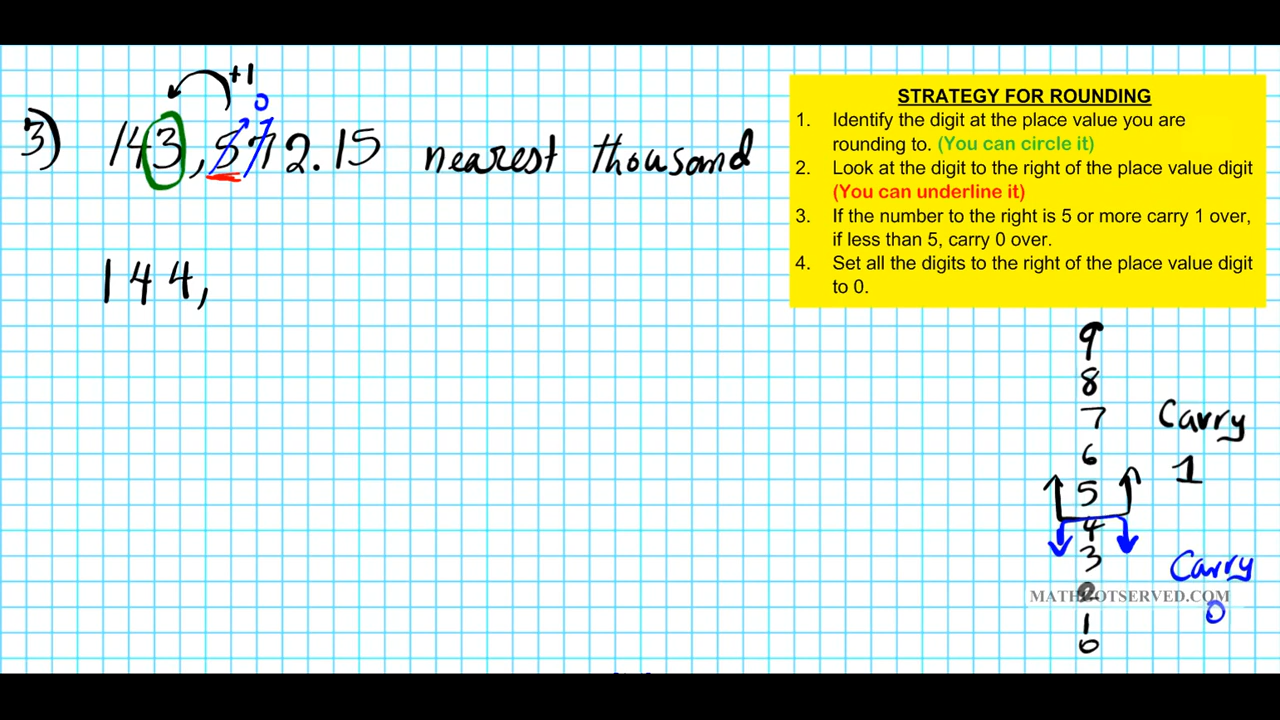 3) 143,872.15 nearest thousand
+1
0
144,
STRATEGY FOR ROUNDING
1. Identify the digit at the place value you are
rounding to. (You can circle it)
2. Look at the digit to the right of the place value digit
(You can underline it)
3. If the number to the right is 5 or more carry 1 over,
if less than 5, carry 0 over.
4. Set all the digits to the right of the place value digit
to 0.
9
8
7
6
5
4
3
2
1
0
Carry
1
Carry
0
MATHGOTSERVED.COM